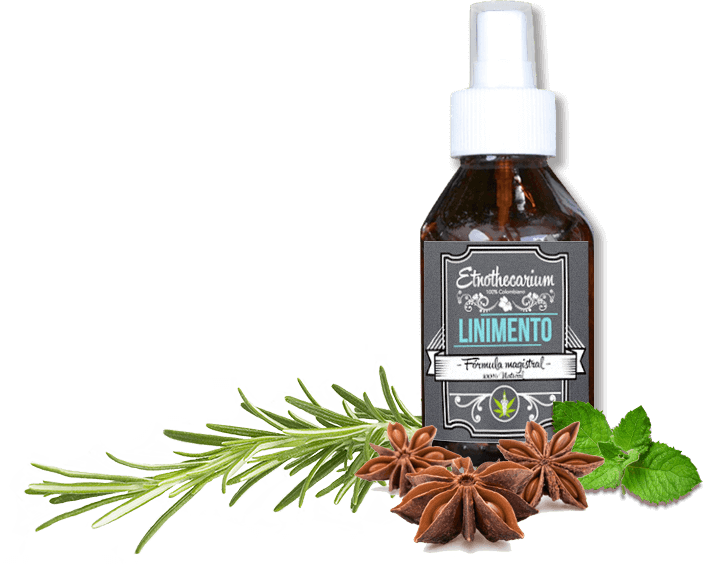 Etnothecarium
100% Colombiano
LINIMENTO
- Fórmula magistral -
100% Natural